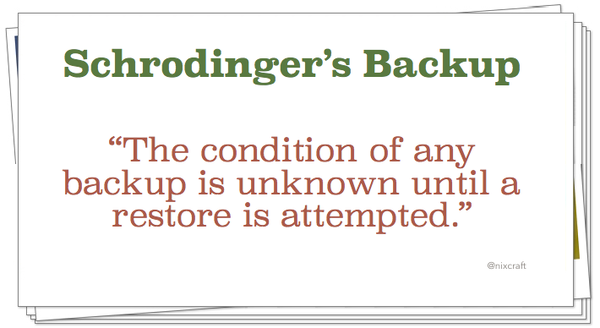 Schrodinger’s Backup
“The condition of any
backup is unknown until a
restore is attempted.”
@nixcraft